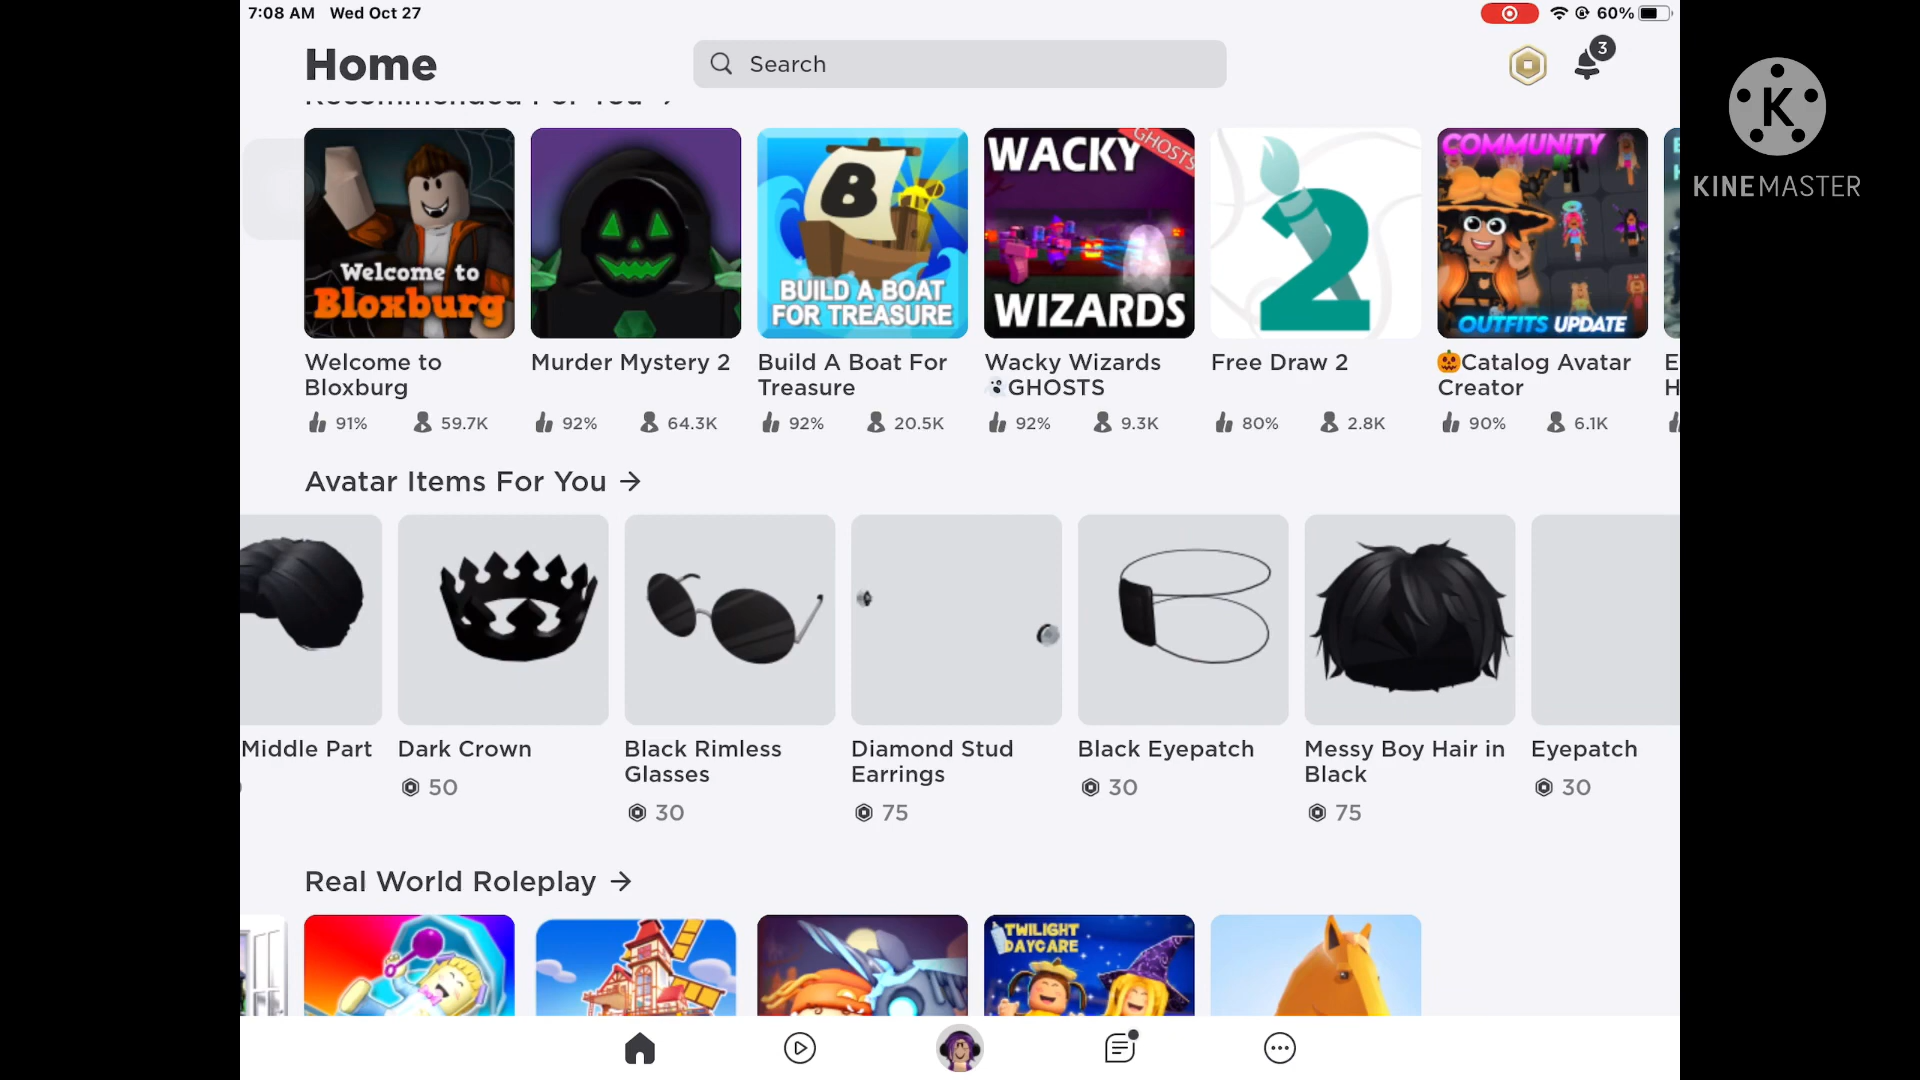 7:08 AM Wed Oct 27
60%
Home
Search
3
KINEMASTER
Recommended For You
WACKY
GHOSTS
WIZARDS
COMMUNITY
OUTFITS UPDATE
Welcome to
Bloxburg
B
BUILD A BOAT
FOR TREASURE
2
Welcome to
Bloxburg
Murder Mystery 2
Build A Boat For
Treasure
Wacky Wizards
👻GHOSTS
Free Draw 2
🎃Catalog Avatar
Creator
91% 59.7K
92% 64.3K
92% 20.5K
92% 9.3K
80% 2.8K
90% 6.1K
Avatar Items For You →
Middle Part
Dark Crown
50
Black Rimless
Glasses
30
Diamond Stud
Earrings
75
Black Eyepatch
30
Messy Boy Hair in
Black
75
Eyepatch
30
Real World Roleplay →
TWILIGHT
DAYCARE